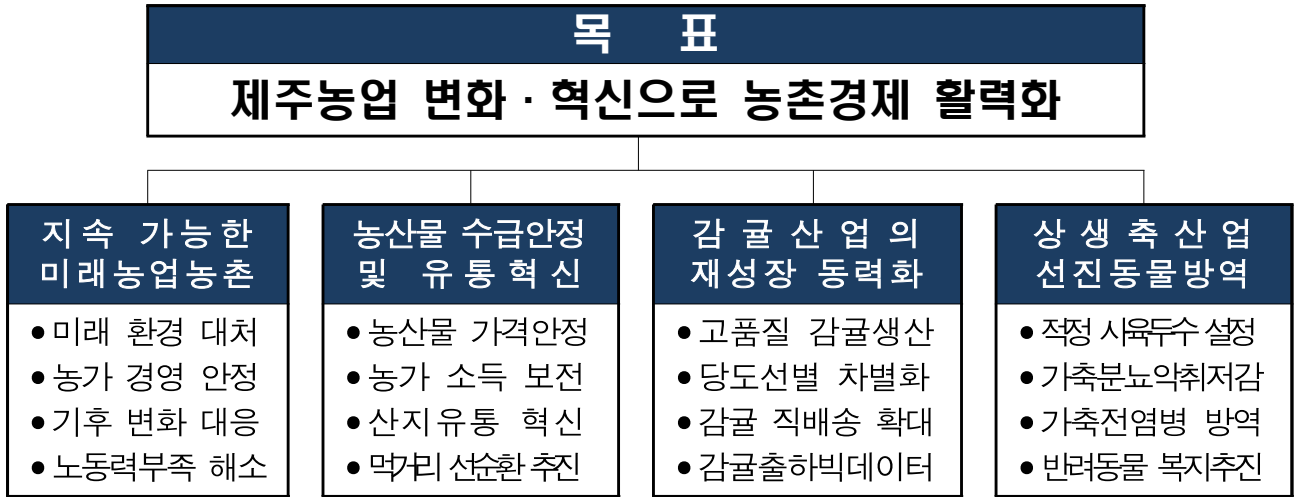 목 표
제주농업 변화 · 혁신으로 농촌경제 활력화
지속 가능한
미래농업농촌
● 미래 환경 대처
● 농가 경영 안정
● 기후 변화 대응
● 노동력부족 해소
농산물 수급안정
및 유통혁신
● 농산물 가격안정
● 농가 소득 보전
● 산지유통 혁신
● 먹거리 선순환 추진
감귤산업의
재성장 동력화
● 고품질 감귤생산
● 당도선별 차별화
● 감귤 직배송 확대
● 감귤출하빅데이터
상생축산업
선진동물방역
● 적정 사육두수 설정
● 가축분뇨악취저감
● 가축전염병 방역
● 반려동물 복지추진